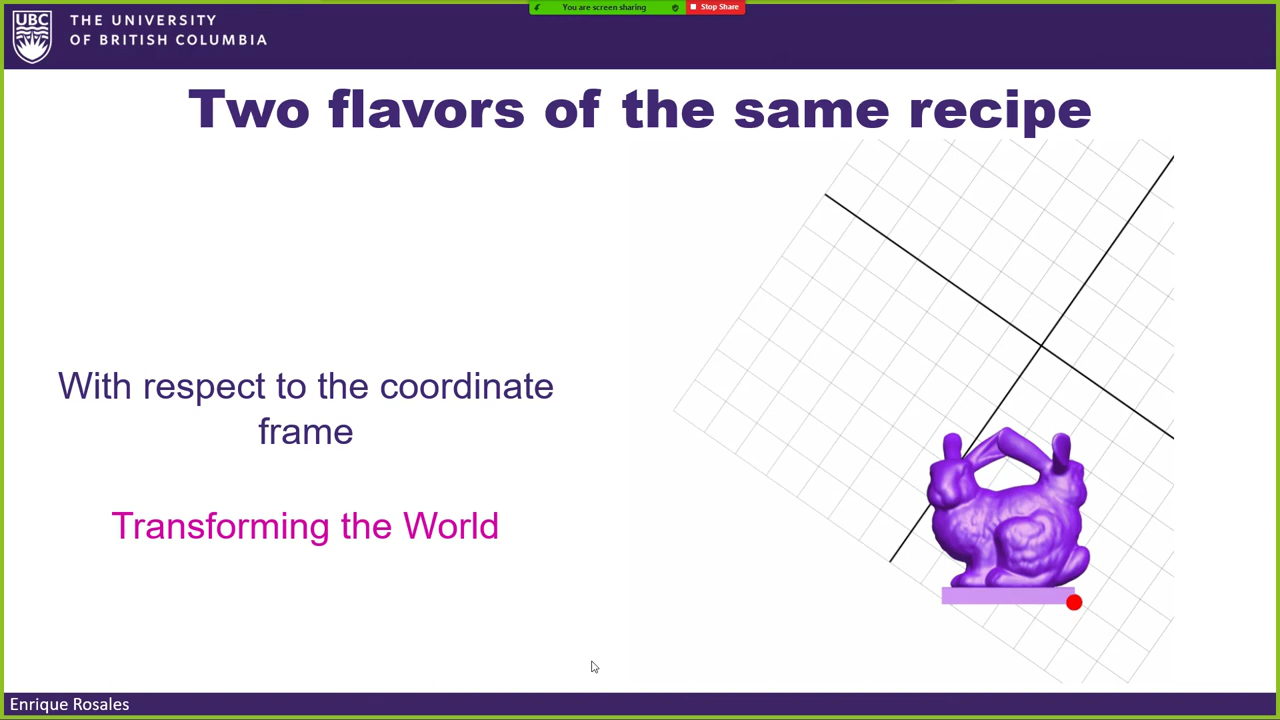 You are screen sharing
Stop Share
THE UNIVERSITY
OF BRITISH COLUMBIA
UBC
Two flavors of the same recipe
With respect to the coordinate
frame
Transforming the World
Enrique Rosales